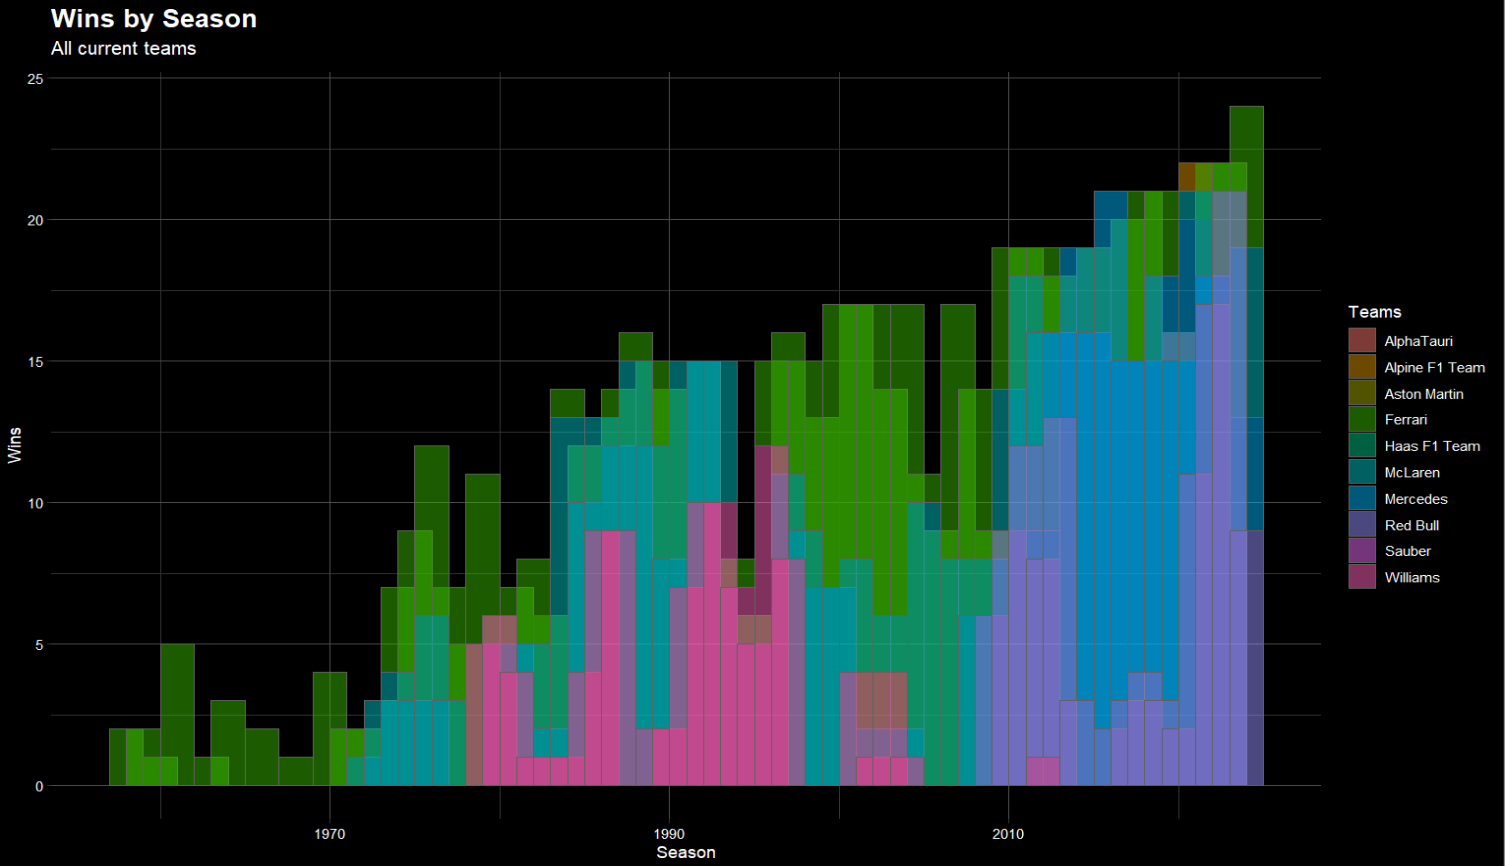 Wins by Season
All current teams
25
20
15
10
5
0
Wins
1970
1990
2010
Season
Teams
AlphaTauri
Alpine F1 Team
Aston Martin
Ferrari
Haas F1 Team
McLaren
Mercedes
Red Bull
Sauber
Williams